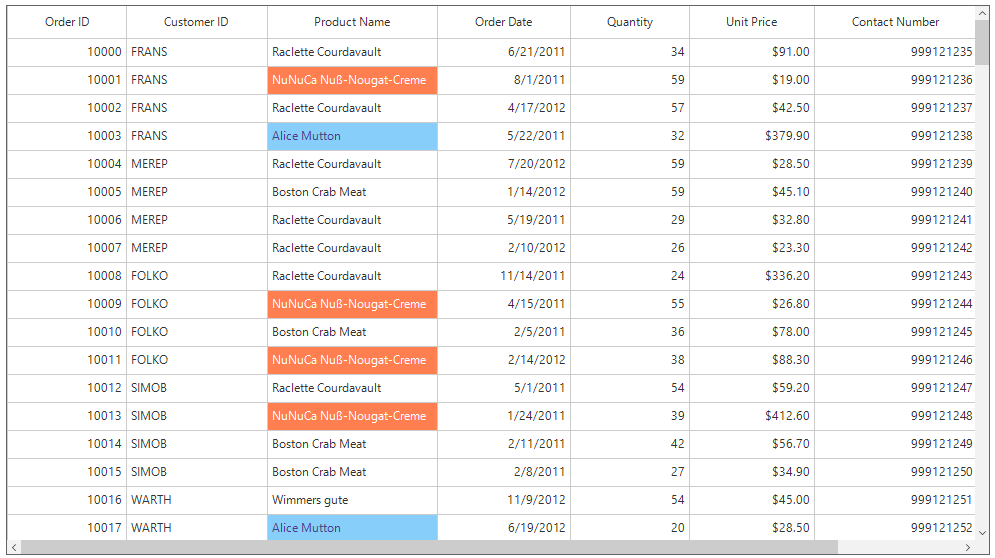 Order ID Customer ID Product Name Order Date Quantity Unit Price Contact Number
10000 FRANS Raclette Courdavault 6/21/2011 34 $91.00 999121235
10001 FRANS NuNuCa Nuß-Nougat-Creme 8/1/2011 59 $19.00 999121236
10002 FRANS Raclette Courdavault 4/17/2012 57 $42.50 999121237
10003 FRANS Alice Mutton 5/22/2011 32 $379.90 999121238
10004 MEREP Raclette Courdavault 7/20/2012 59 $28.50 999121239
10005 MEREP Boston Crab Meat 1/14/2012 59 $45.10 999121240
10006 MEREP Raclette Courdavault 5/19/2011 29 $32.80 999121241
10007 MEREP Raclette Courdavault 2/10/2012 26 $23.30 999121242
10008 FOLKO Raclette Courdavault 11/14/2011 24 $336.20 999121243
10009 FOLKO NuNuCa Nuß-Nougat-Creme 4/15/2011 55 $26.80 999121244
10010 FOLKO Boston Crab Meat 2/5/2011 36 $78.00 999121245
10011 FOLKO NuNuCa Nuß-Nougat-Creme 2/14/2012 38 $88.30 999121246
10012 SIMOB Raclette Courdavault 5/1/2011 54 $59.20 999121247
10013 SIMOB NuNuCa Nuß-Nougat-Creme 1/24/2011 39 $412.60 999121248
10014 SIMOB Boston Crab Meat 2/11/2011 42 $56.70 999121249
10015 SIMOB Boston Crab Meat 2/8/2011 27 $34.90 999121250
10016 WARTH Wimmers gute 11/9/2012 54 $45.00 999121251
10017 WARTH Alice Mutton 6/19/2012 20 $28.50 999121252